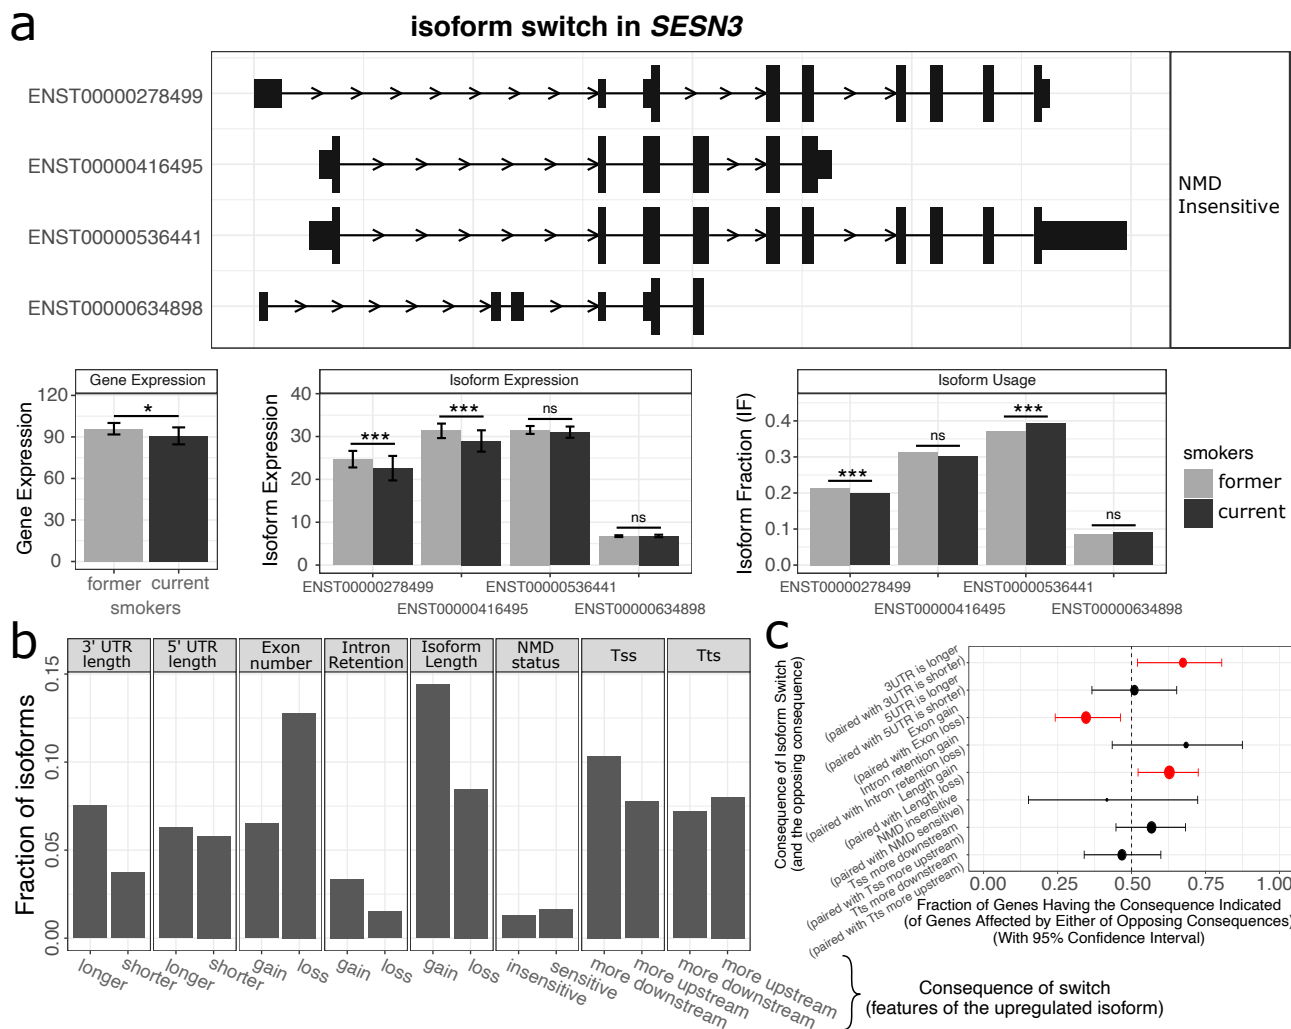 a
isoform switch in SESN3
ENST00000278499
ENST00000416495
ENST00000536441
ENST00000634898
NMD
Insensitive
Gene Expression
Gene Expression
120
90
60
30
0
*
former
current
smokers
Isoform Expression
Isoform Expression
40
30
20
10
0
***
***
ns
ns
ENST00000278499
ENST00000536441
ENST00000416495
ENST00000634898
Isoform Usage
Isoform Fraction (IF)
0.4
0.3
0.2
0.1
0.0
***
ns
***
ns
ENST00000278499
ENST00000536441
ENST00000416495
ENST00000634898
smokers
former
current
b
Fraction of isoforms
0.15
0.10
0.05
0.00
3' UTR
length
5' UTR
length
Exon
number
Intron
Retention
Isoform
Length
NMD
status
Tss
Tts
longer
shorter
longer
shorter
gain
loss
gain
loss
gain
loss
insensitive
sensitive
more downstream
more upstream
more downstream
more upstream
Consequence of switch
(features of the upregulated isoform)
c
Consequence of Isoform Switch
(and the opposing consequence)
3UTR is longer
(paired with 3UTR is shorter)
5UTR is longer
(paired with 5UTR is shorter)
Exon gain
(paired with Exon loss)
Intron retention gain
(paired with Intron retention loss)
Length gain
(paired with Length loss)
NMD insensitive
(paired with NMD sensitive)
Tss more downstream
(paired with Tss more upstream)
Tts more downstream
(paired with Tts more upstream)
0.00
0.25
0.50
0.75
1.00
Fraction of Genes Having the Consequence Indicated
(of Genes Affected by Either of Opposing Consequences)
(With 95% Confidence Interval)